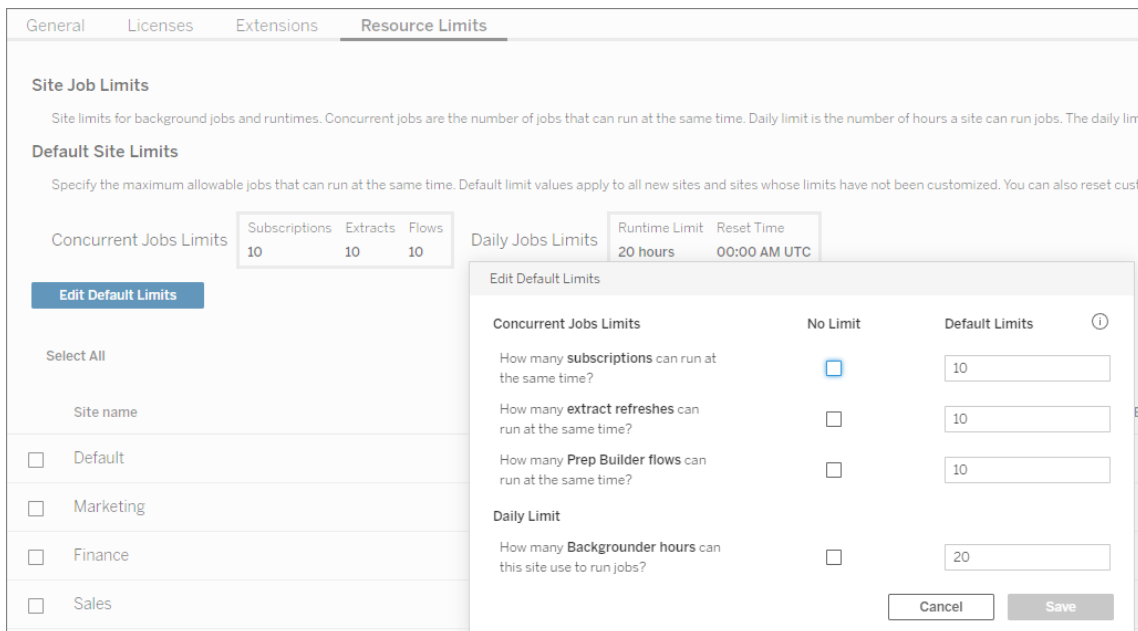 General Licenses Extensions Resource Limits
Site Job Limits
Site limits for background jobs and runtimes. Concurrent jobs are the number of jobs that can run at the same time. Daily limit is the number of hours a site can run jobs. The daily
Default Site Limits
Specify the maximum allowable jobs that can run at the same time. Default limit values apply to all new sites and sites whose limits have not been customized. You can also reset
Concurrent Jobs Limits
Subscriptions Extracts Flows
10 10 10
Daily Jobs Limits
Runtime Limit Reset Time
20 hours 00:00 AM UTC
Edit Default Limits
Select All
Site name
Default
Marketing
Finance
Sales
Edit Default Limits
Concurrent Jobs Limits No Limit Default Limits
How many subscriptions can run at
the same time?
10
How many extract refreshes can
run at the same time?
10
How many Prep Builder flows can
run at the same time?
10
Daily Limit
How many Backgrounder hours can
this site use to run jobs?
20
Cancel Save